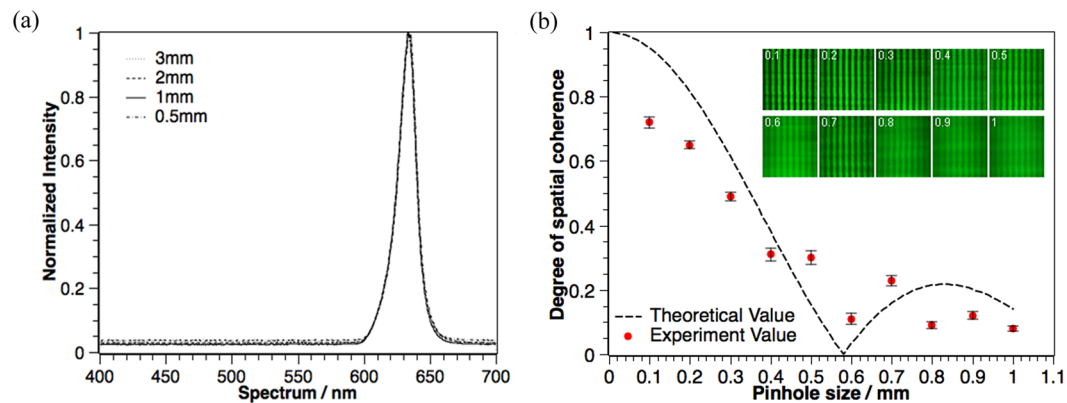 (a)
(b)
1
0.8
0.6
0.4
0.2
0
Normalized Intensity
3mm
2mm
1mm
0.5mm
400 450 500 550 600 650 700
Spectrum / nm
1
0.8
0.6
0.4
0.2
0
Degree of spatial coherence
0.1 0.2 0.3 0.4 0.5
0.6 0.7 0.8 0.9 1
Theoretical Value
Experiment Value
0 0.1 0.2 0.3 0.4 0.5 0.6 0.7 0.8 0.9 1 1.1
Pinhole size / mm